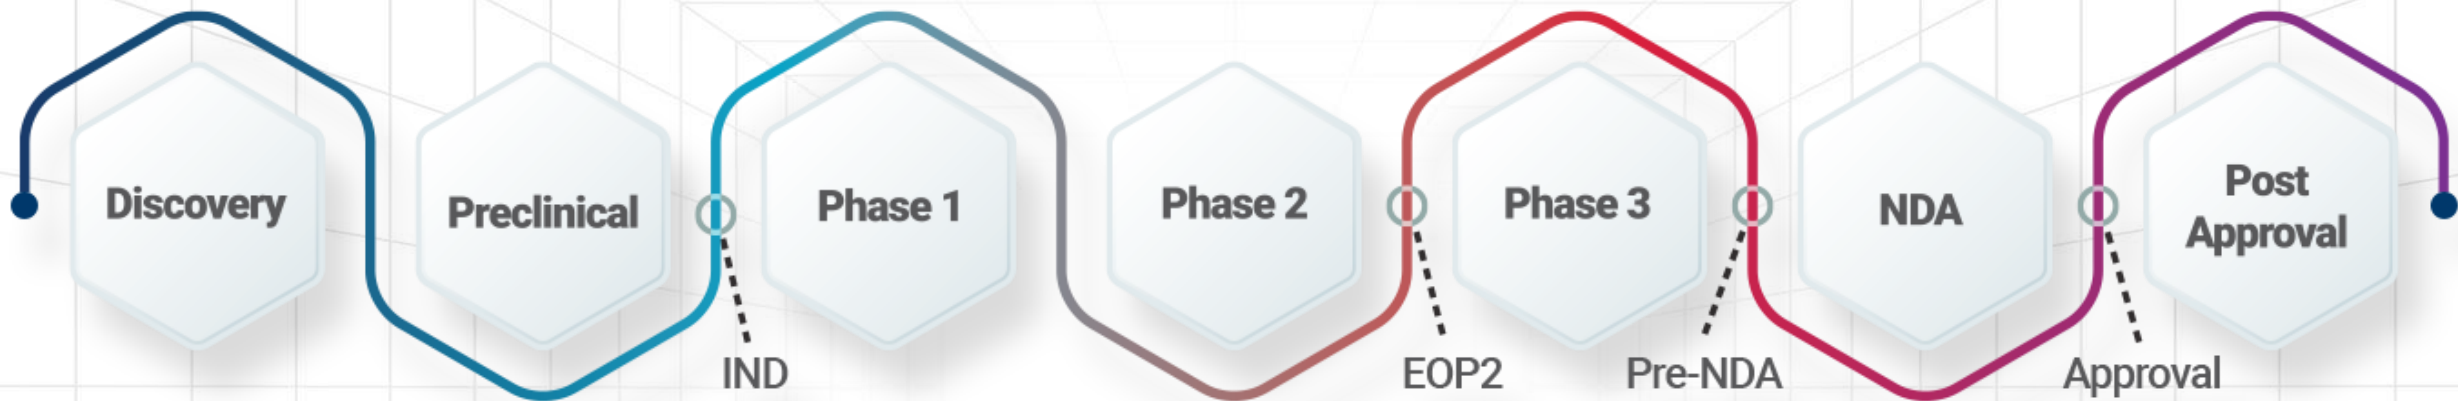 Discovery
Preclinical
Phase 1
Phase 2
Phase 3
NDA
Post
Approval
IND
EOP2
Pre-NDA
Approval